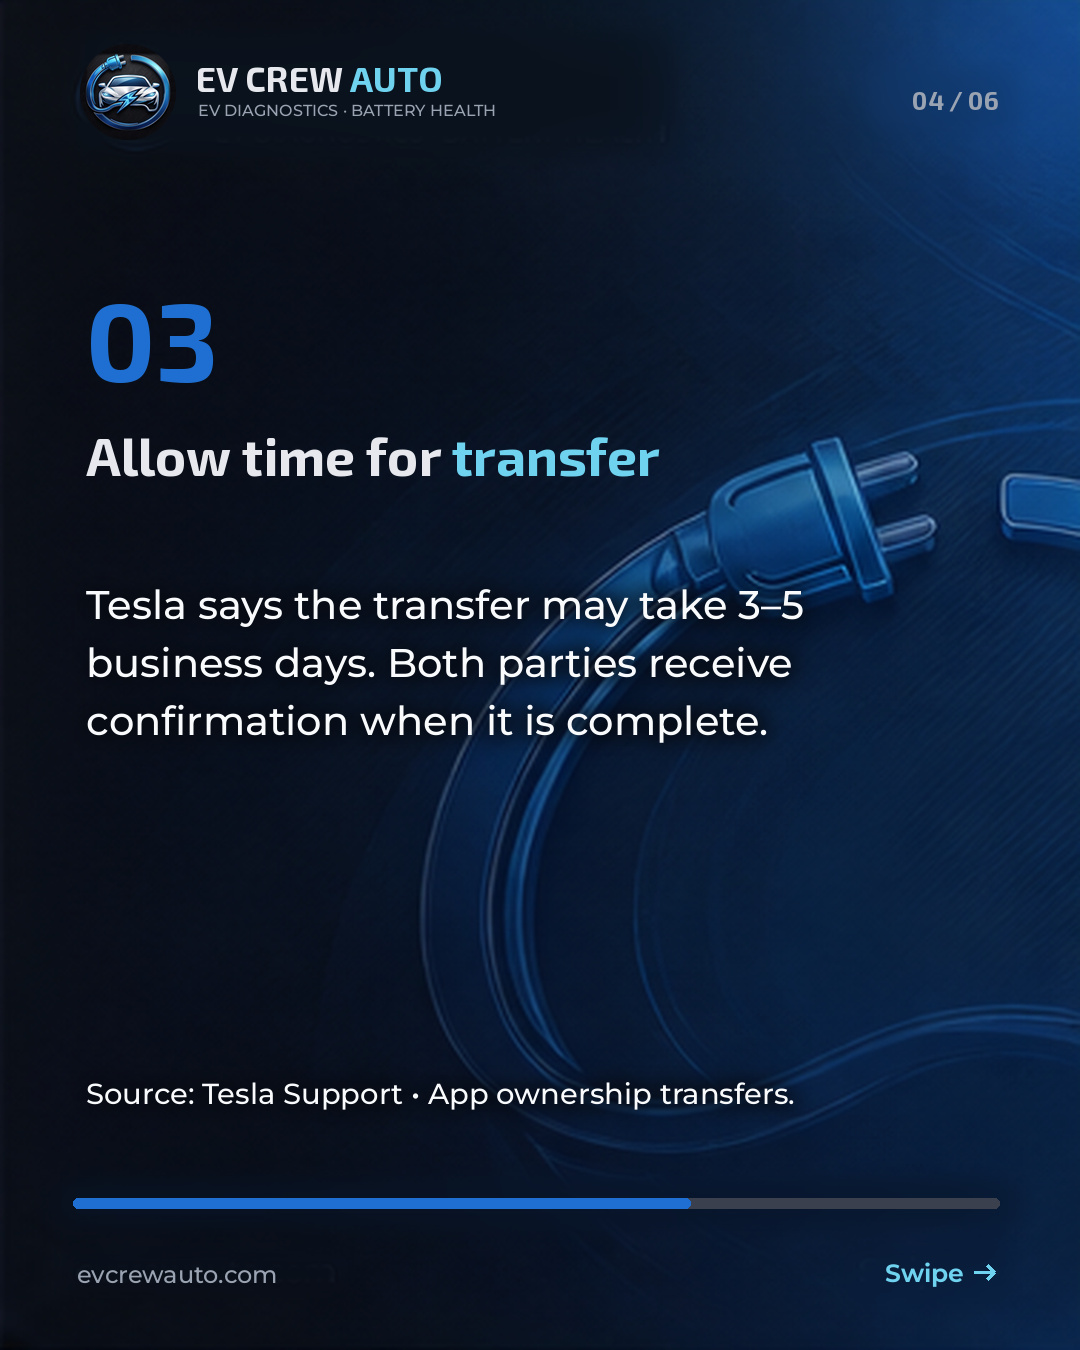 EV CREW AUTO
EV DIAGNOSTICS · BATTERY HEALTH
04 / 06
03
Allow time for transfer
Tesla says the transfer may take 3–5
business days. Both parties receive
confirmation when it is complete.
Source: Tesla Support • App ownership transfers.
evcrewauto.com
Swipe →